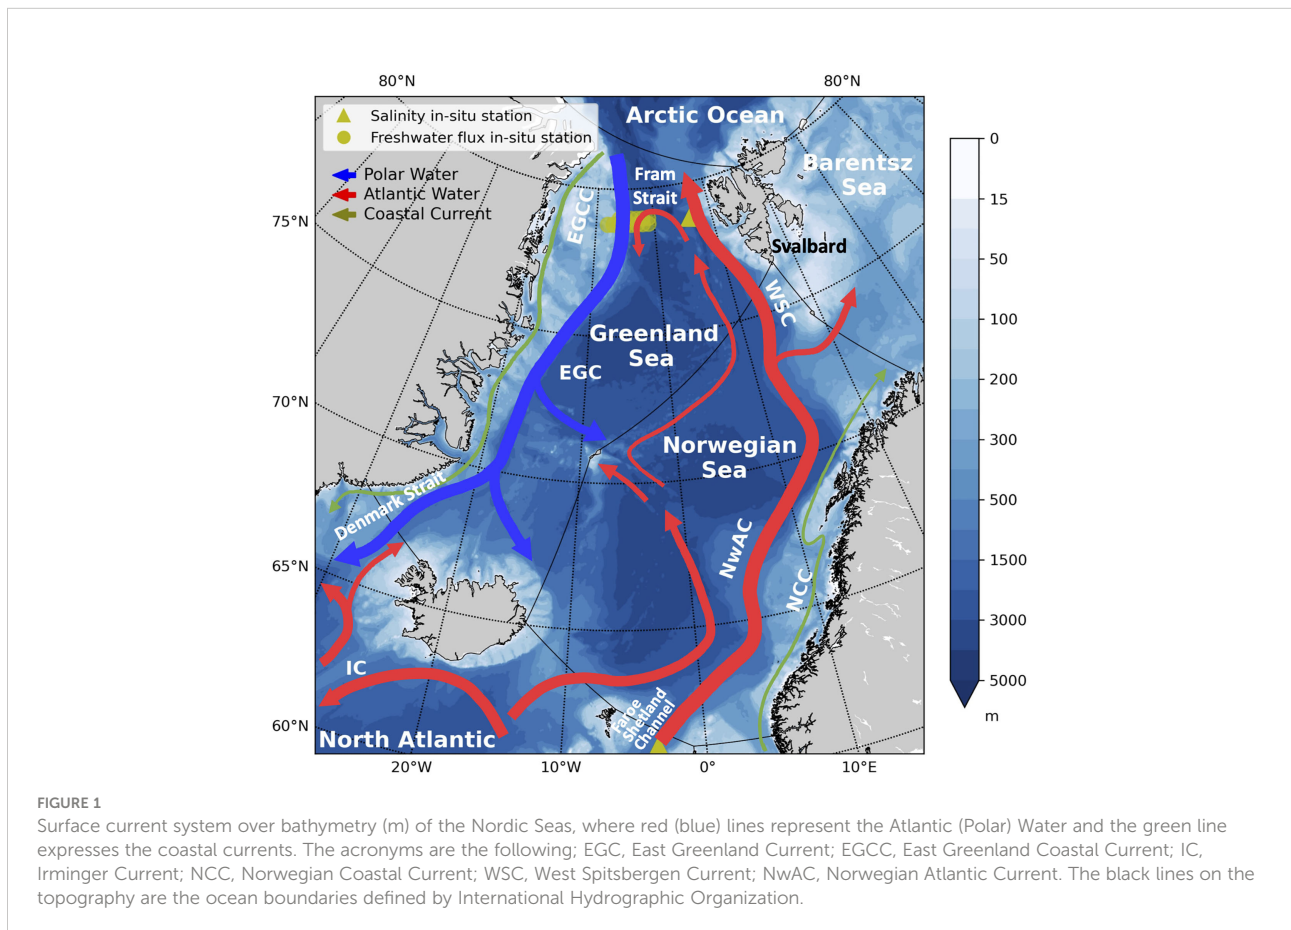 80°N
80°N
Salinity in-situ station
Freshwater flux in-situ station
Polar Water
Atlantic Water
Coastal Current
Arctic Ocean
Barentsz
Sea
Fram
Strait
EGCC
Svalbard
WSC
Greenland
Sea
EGC
Norwegian
Sea
Denmark Strait
NwAC
NCC
IC
Faroe
Shetland
Channel
North Atlantic
75°N
70°N
65°N
60°N
20°W
10°W
0°
10°E
0
15
50
100
200
300
500
1500
3000
5000
m
FIGURE 1
Surface current system over bathymetry (m) of the Nordic Seas, where red (blue) lines represent the Atlantic (Polar) Water and the green line
expresses the coastal currents. The acronyms are the following; EGC, East Greenland Current; EGCC, East Greenland Coastal Current; IC,
Irminger Current; NCC, Norwegian Coastal Current; WSC, West Spitsbergen Current; NwAC, Norwegian Atlantic Current. The black lines on the
topography are the ocean boundaries defined by International Hydrographic Organization.